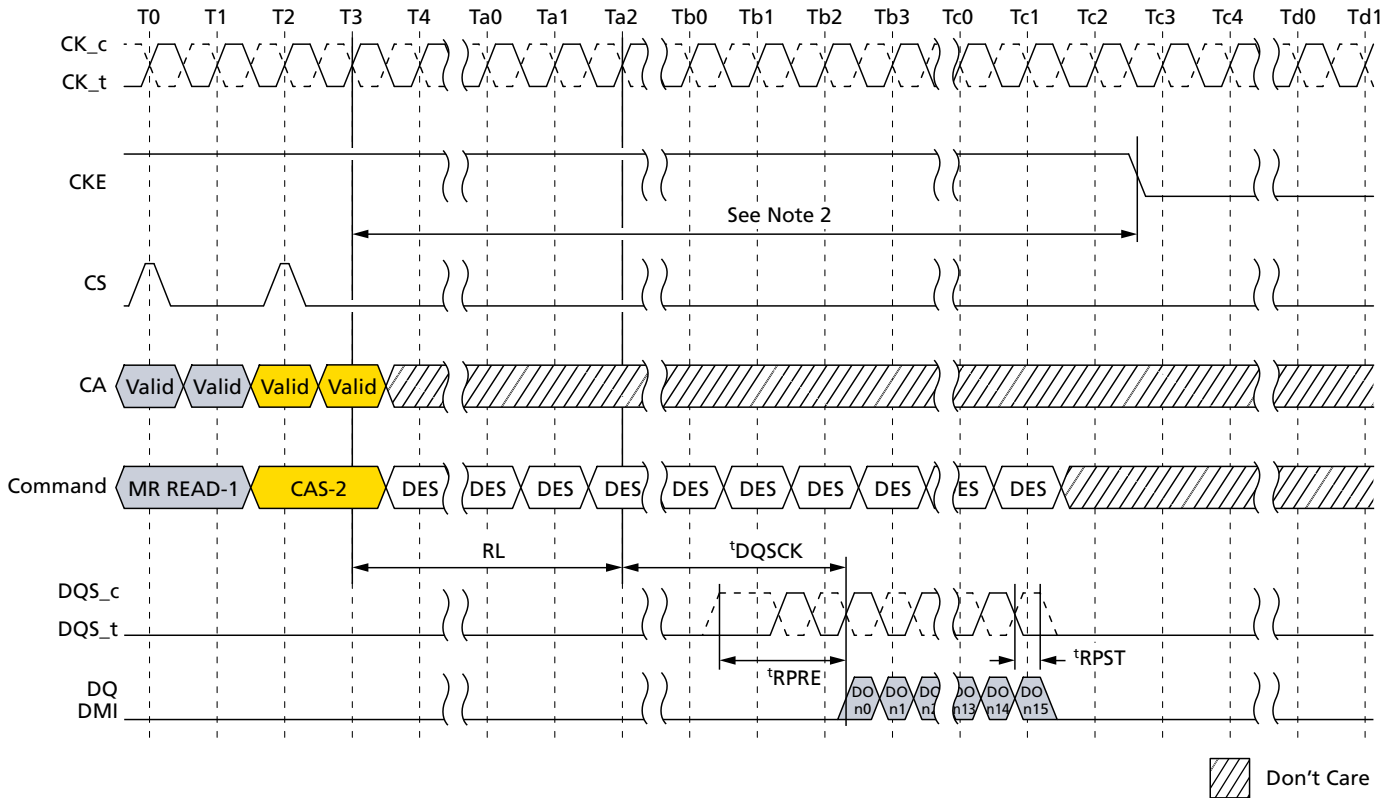 T0 T1 T2 T3 T4 Ta0 Ta1 Ta2 Tb0 Tb1 Tb2 Tb3 Tc0 Tc1 Tc2 Tc3 Tc4 Td0 Td1
CK_c
CK_t
CKE
See Note 2
CS
CA Valid Valid Valid Valid
Command MR READ-1 CAS-2 DES DES DES DES DES DES DES DES ES DES
RL tDQSCK
DQS_c
DQS_t
tRPRE tRPST
DQ
DMI
DO DO DO DO DO DO
n0 n1 n2 n13 n14 n15
Don't Care